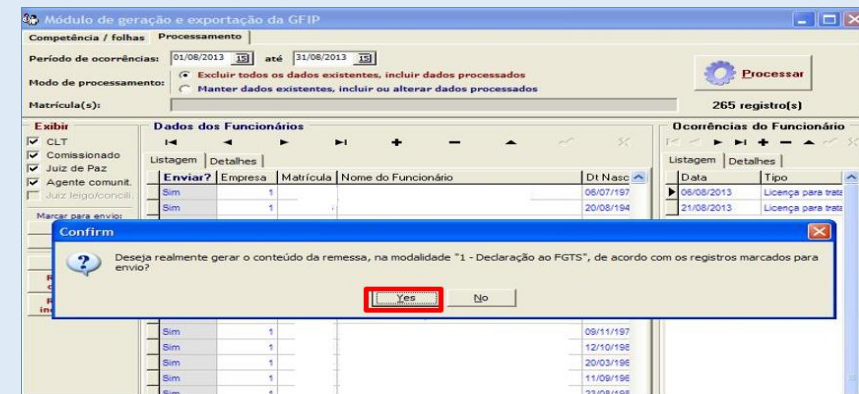 Módulo de geração e exportação da GFIP
Competência / folhas Processamento
Período de ocorrências: 01/08/2013 15 até 31/08/2013 15
Modo de processamento: Excluir todos os dados existentes, incluir dados processados
Manter dados existentes, incluir ou alterar dados processados
Processar
Matrícula(s): 265 registro(s)
Exibir Dados dos Funcionários Ocorrências do Funcionário
CLT
Comissionado
Juiz de Paz
Agente comunit.
Juiz leigo/concili.
Marcar para envio:
Listagem Detalhes Listagem Detalhes
Enviar? Empresa Matrícula Nome do Funcionário Dt Nasc Data Tipo
Sim 1 06/07/197 06/08/2013 Licença para trata
Sim 1 20/08/194 21/08/2013 Licença para trata
Confirm
Deseja realmente gerar o conteúdo da remessa, na modalidade "1 - Declaração ao FGTS", de acordo com os registros marcados para
envio?
Yes No
Sim 1 09/11/197
Sim 1 12/10/198
Sim 1 20/03/196
Sim 1 11/09/196
Sim 1